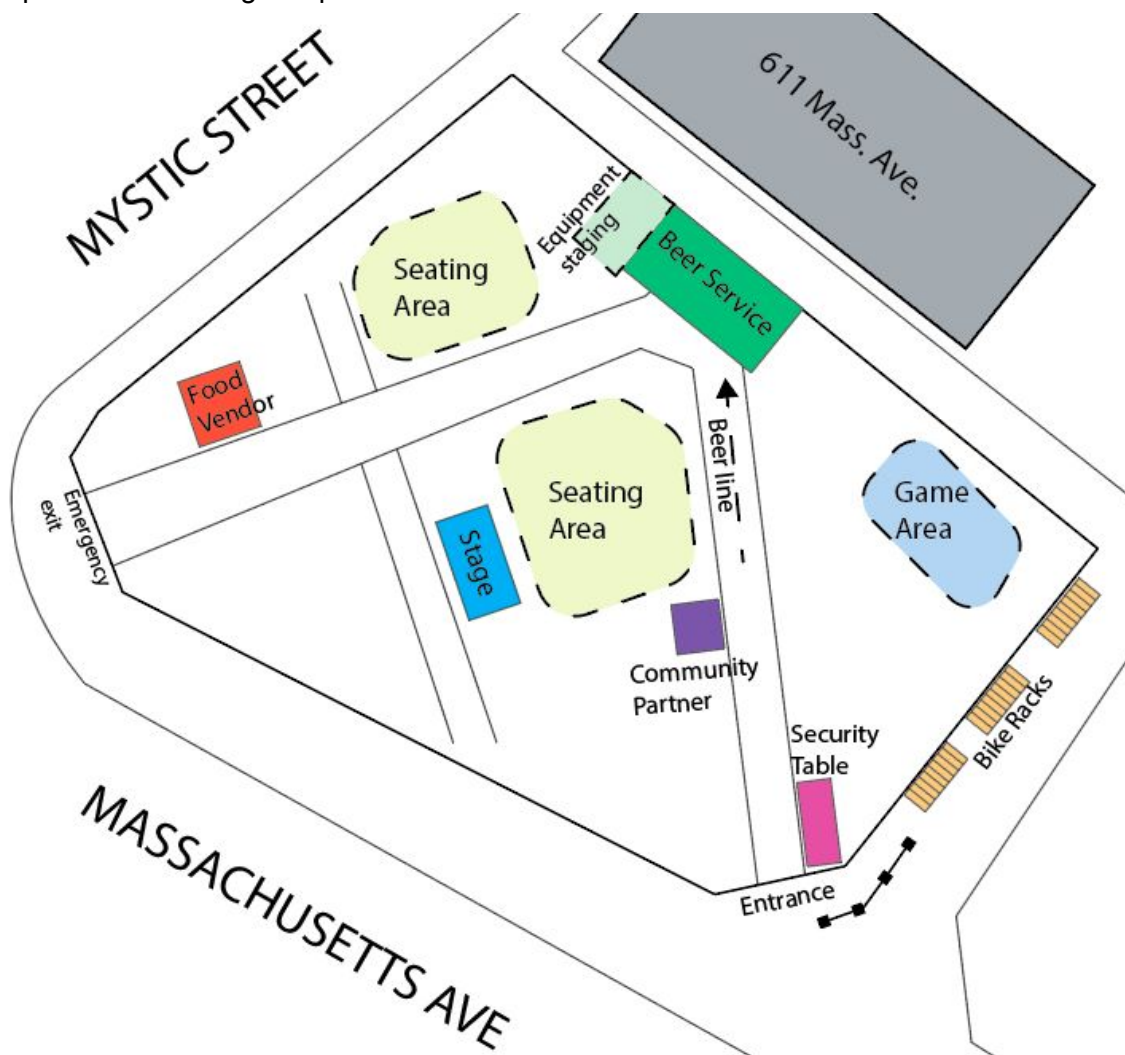 MYSTIC STREET
611 Mass. Ave.
Equipment
staging
Beer Service
Seating
Area
Food
Vendor
Emergency
exit
Beer line
Seating
Area
Game
Area
Stage
Community
Partner
Security
Table
Bike Racks
Entrance
MASSACHUSETTS AVE